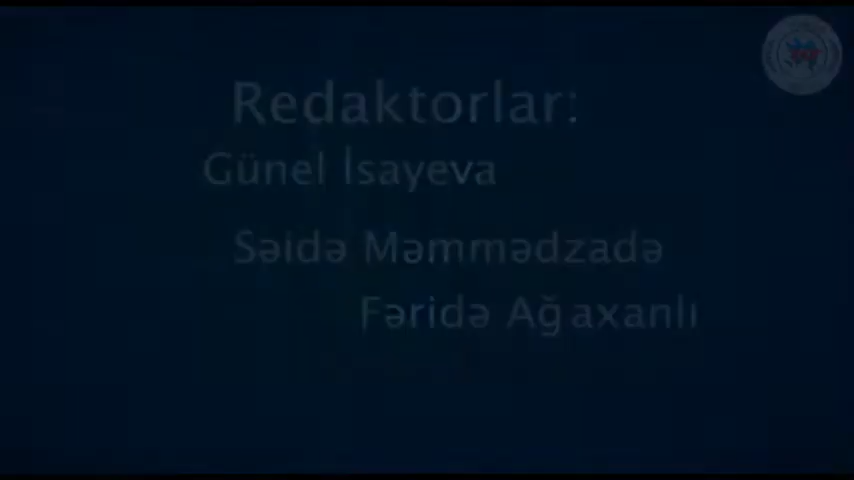 Redaktorlar:
Günel İsayeva
Səidə Məmmədzadə
Fəridə Ağaxanlı